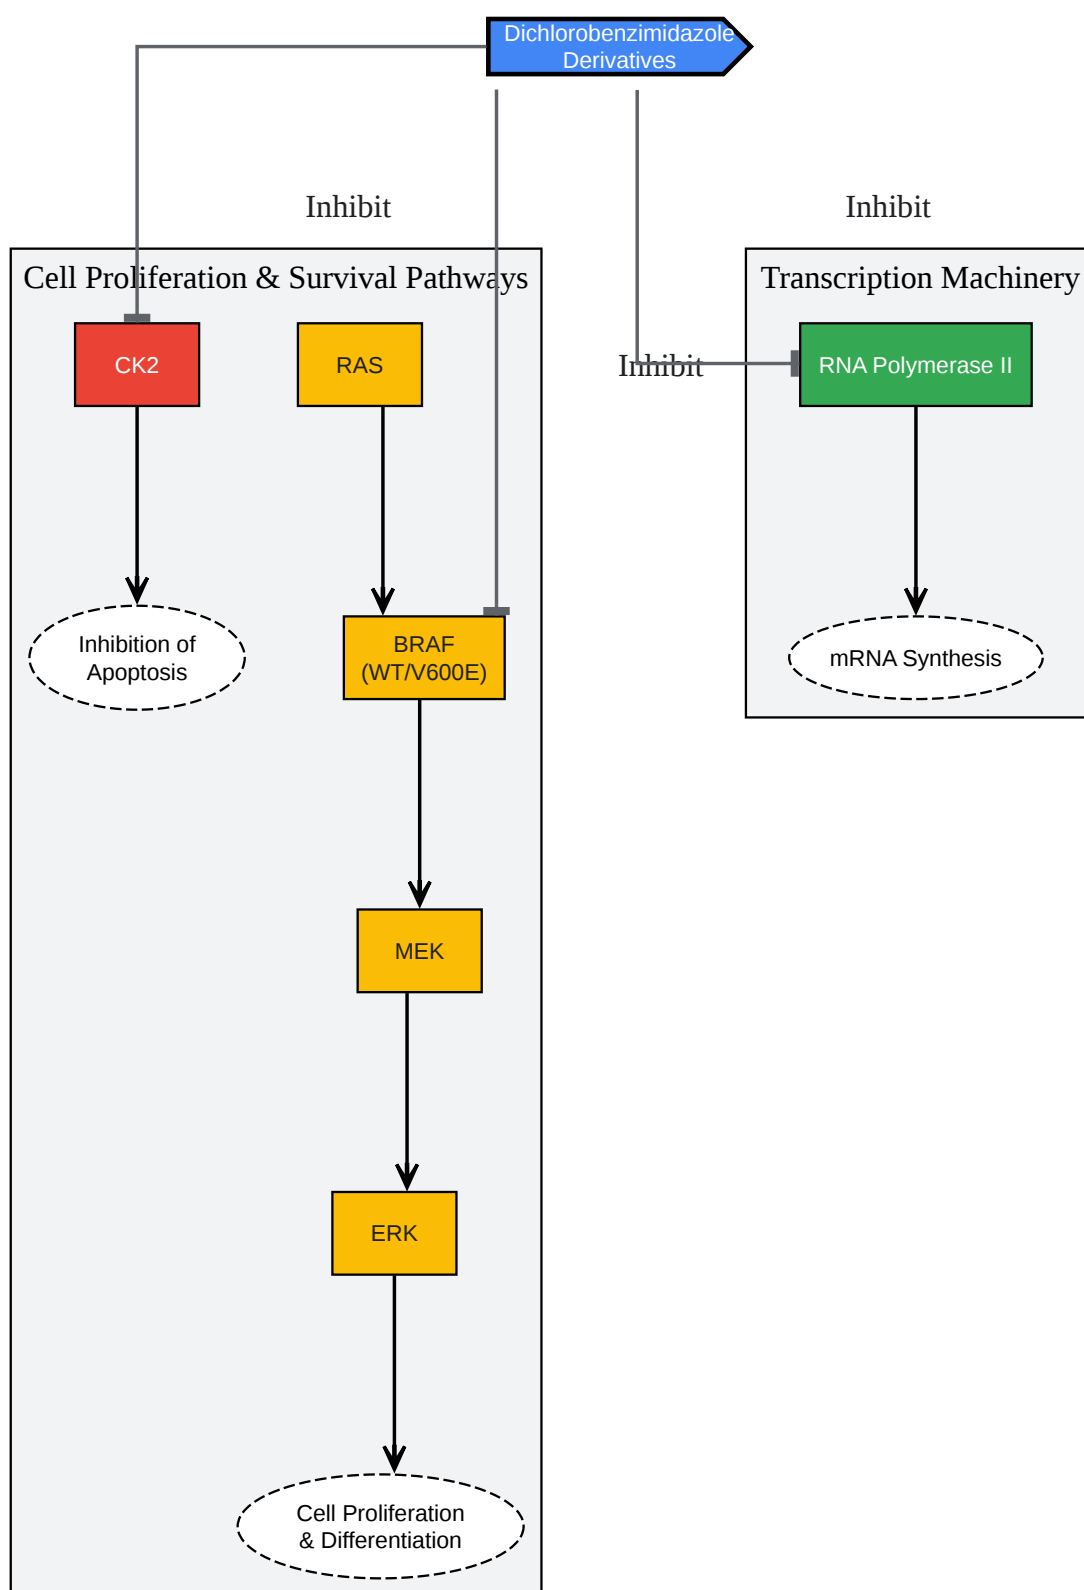 Dichlorobenzimidazole
Derivatives
Inhibit
Inhibit
Cell Proliferation & Survival Pathways
Transcription Machinery
CK2
RAS
Inhibit
RNA Polymerase II
Inhibition of
Apoptosis
BRAF
(WT/V600E)
mRNA Synthesis
MEK
ERK
Cell Proliferation
& Differentiation